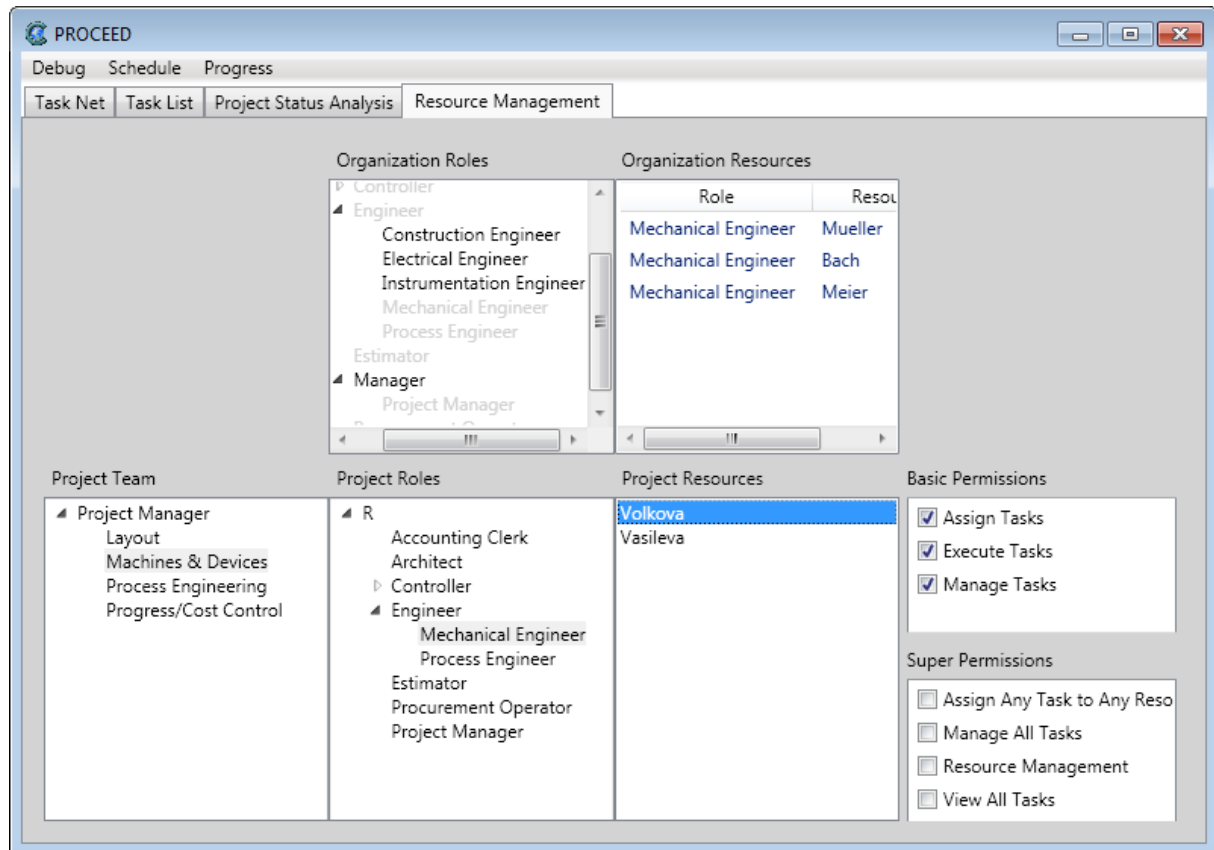 PROCEED
Debug Schedule Progress
Task Net Task List Project Status Analysis Resource Management
Organization Roles
Controller
Engineer
Construction Engineer
Electrical Engineer
Instrumentation Engineer
Mechanical Engineer
Process Engineer
Estimator
Manager
Project Manager
Organization Resources
Role Resou
Mechanical Engineer Mueller
Mechanical Engineer Bach
Mechanical Engineer Meier
Project Team
Project Manager
Layout
Machines & Devices
Process Engineering
Progress/Cost Control
Project Roles
R
Accounting Clerk
Architect
Controller
Engineer
Mechanical Engineer
Process Engineer
Estimator
Procurement Operator
Project Manager
Project Resources
Volkova
Vasileva
Basic Permissions
Assign Tasks
Execute Tasks
Manage Tasks
Super Permissions
Assign Any Task to Any Reso
Manage All Tasks
Resource Management
View All Tasks